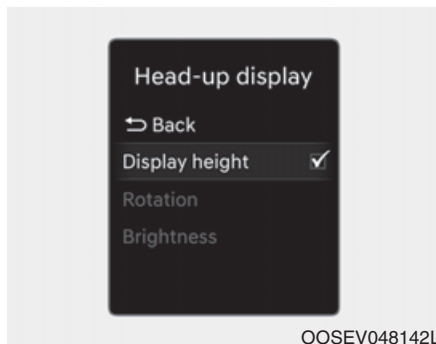 Head-up display
Back
Display height
Rotation
Brightness
OOSEV048142L